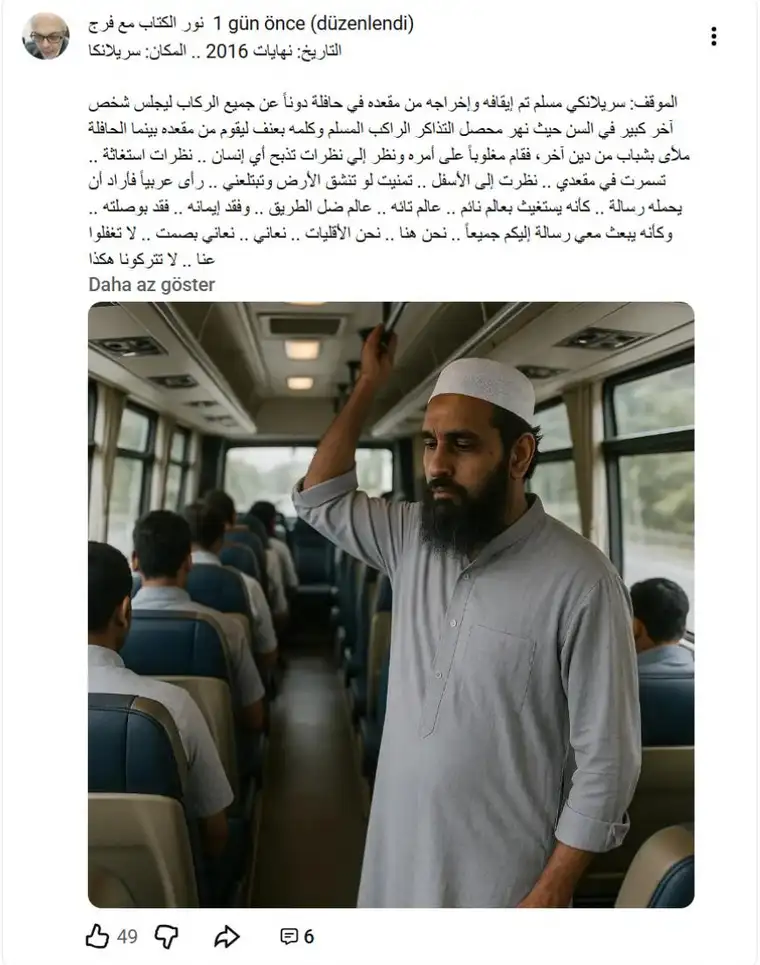 نور الكتاب مع فرج 1 gün önce (düzenlendi)
التاريخ: نهايات 2016 .. المكان: سريلانكا
الموقف: سريلانكي مسلم تم إيقافه وإخراجه من مقعده في حافلة دوناً عن جميع الركاب ليجلس شخص
آخر كبير في السن حيث نهر محصل التذاكر الراكب المسلم وكلمه بعنف ليقوم من مقعده بينما الحافلة
ملأى بشباب من دين آخر، فقام مغلوباً على أمره ونظر إلي نظرات تذبح أي إنسان .. نظرات استغاثة ..
تسمرت في مقعدي .. نظرت إلى الأسفل .. تمنيت لو تنشق الأرض وتبتلعني .. رأى عربياً فأراد أن
يحمله رسالة .. كأنه يستغيث بعالم نائم .. عالم تائه .. عالم ضل الطريق .. وفقد إيمانه .. فقد بوصلته ..
وكأنه يبعث معي رسالة إليكم جميعاً .. نحن هنا .. نحن الأقليات .. نعاني .. نعاني بصمت .. لا تغفلوا
عنا .. لا تتركونا هكذا
Daha az göster
49
6